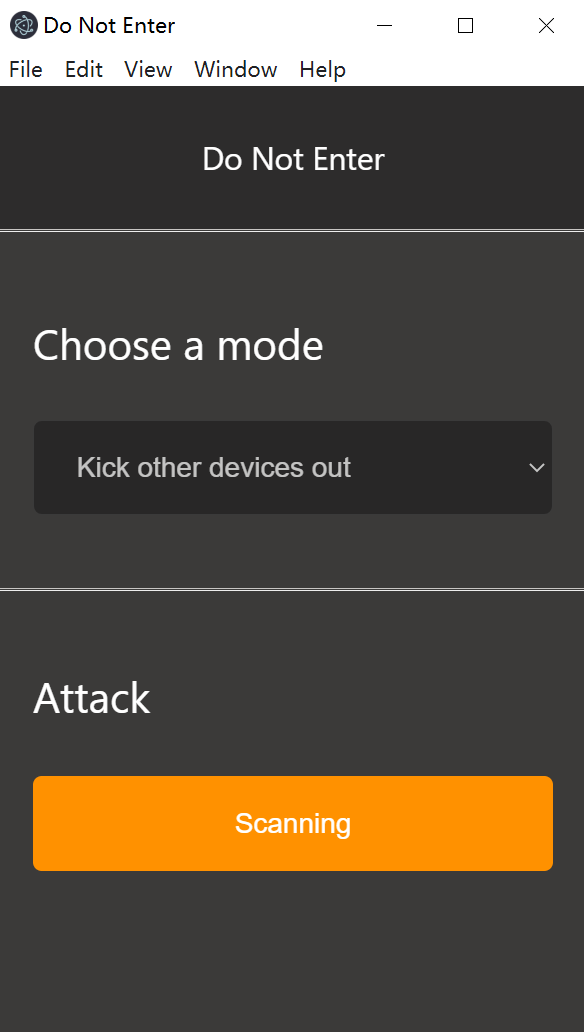 Do Not Enter
File Edit View Window Help
Do Not Enter
Choose a mode
Kick other devices out
Attack
Scanning